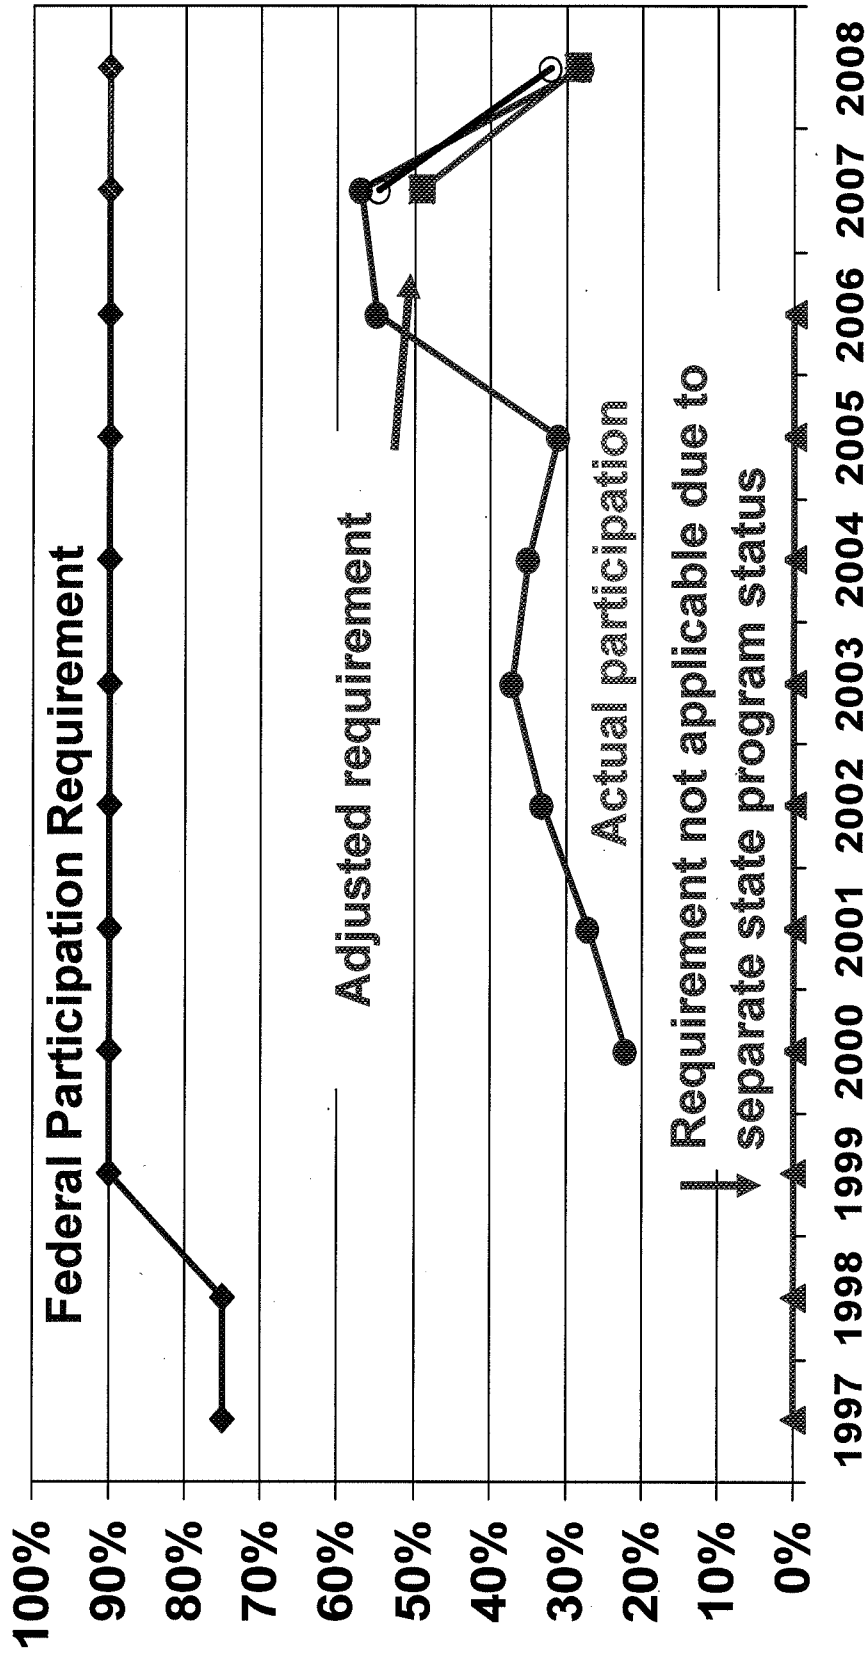 Federal Participation Requirement
100%
90%
80%
70%
60%
50%
40%
30%
20%
10%
0%
Adjusted requirement
Actual participation
Requirement not applicable due to
separate state program status
1997 1998 1999 2000 2001 2002 2003 2004 2005 2006 2007 2008